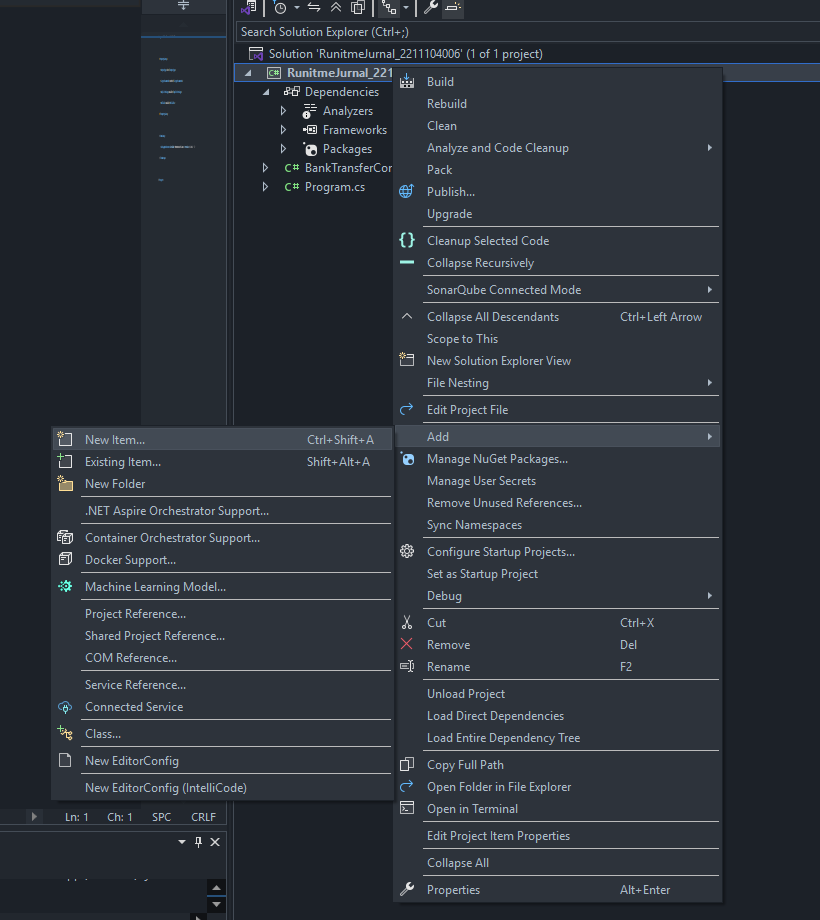 Search Solution Explorer (Ctrl+;)
Solution 'RunitmeJurnal_2211104006' (1 of 1 project)
RunitmeJurnal_221
Dependencies
Analyzers
Frameworks
Packages
BankTransferCon
C# Program.cs
Build
Rebuild
Clean
Analyze and Code Cleanup
Pack
Publish...
Upgrade
Cleanup Selected Code
Collapse Recursively
SonarQube Connected Mode
Collapse All Descendants Ctrl+Left Arrow
Scope to This
New Solution Explorer View
File Nesting
Edit Project File
Add
Manage NuGet Packages...
Manage User Secrets
Remove Unused References...
Sync Namespaces
Configure Startup Projects...
Set as Startup Project
Debug
Cut Ctrl+X
Remove Del
Rename F2
Unload Project
Load Direct Dependencies
Load Entire Dependency Tree
Copy Full Path
Open Folder in File Explorer
Open in Terminal
Edit Project Item Properties
Collapse All
Properties Alt+Enter
New Item... Ctrl+Shift+A
Existing Item... Shift+Alt+A
New Folder
.NET Aspire Orchestrator Support...
Container Orchestrator Support...
Docker Support...
Machine Learning Model...
Project Reference...
Shared Project Reference...
COM Reference...
Service Reference...
Connected Service
Class...
New EditorConfig
New EditorConfig (IntelliCode)
Ln: 1 Ch: 1 SPC CRLF